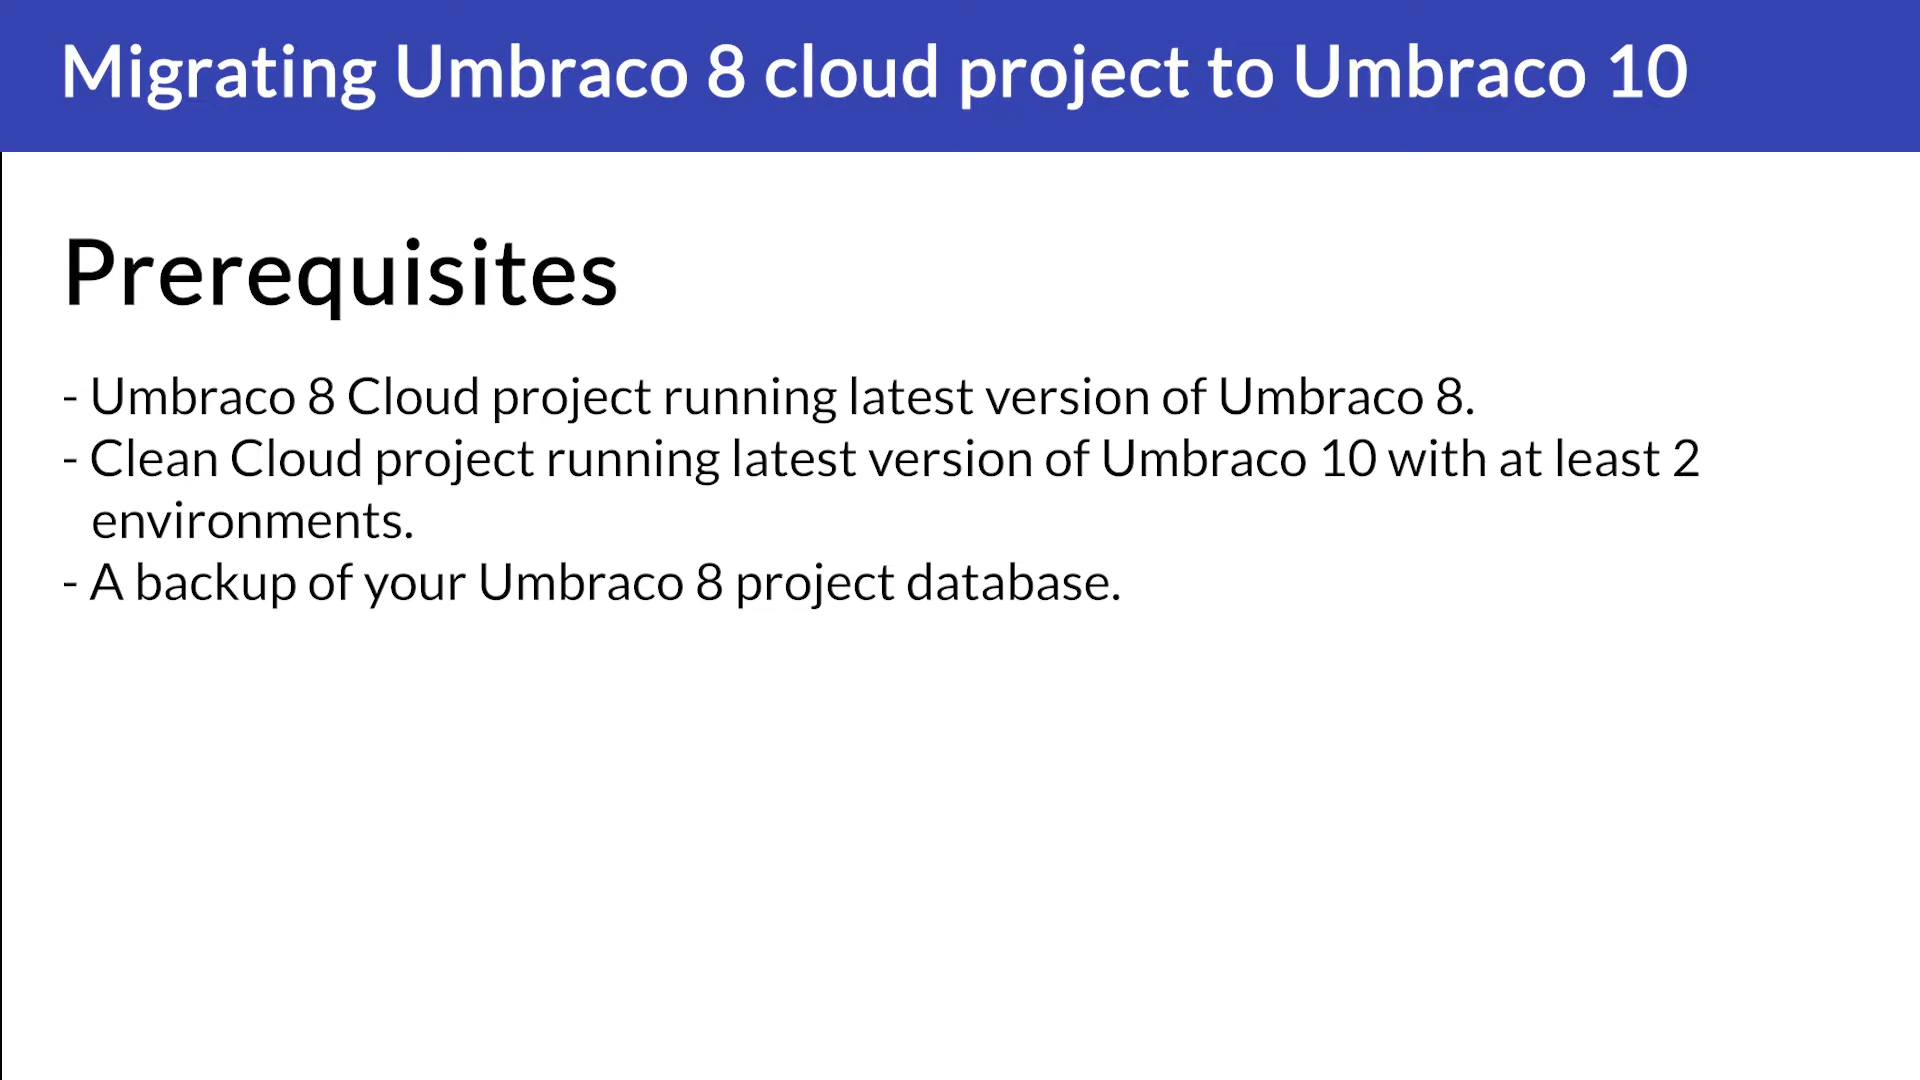 Migrating Umbraco 8 cloud project to Umbraco 10
Prerequisites
- Umbraco 8 Cloud project running latest version of Umbraco 8.
- Clean Cloud project running latest version of Umbraco 10 with at least 2
environments.
- A backup of your Umbraco 8 project database.